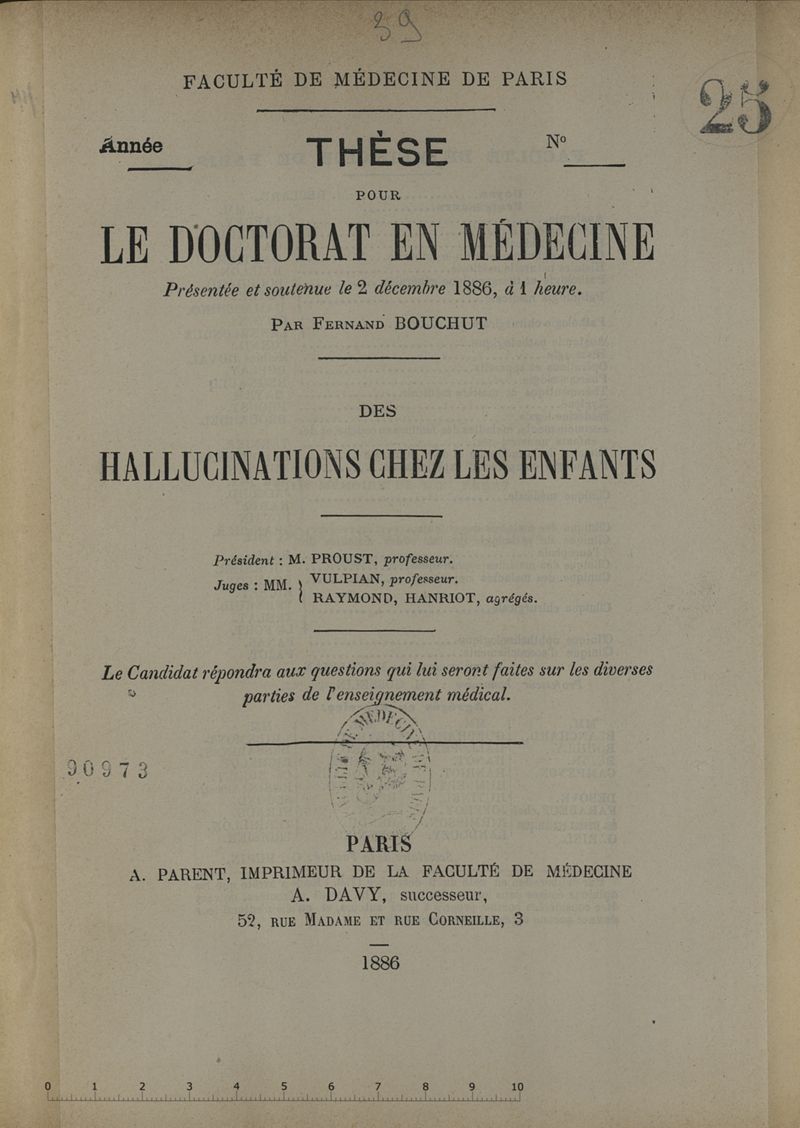 39
FACULTÉ DE MÉDECINE DE PARIS
25
Année THÈSE N°
POUR
LE DOCTORAT EN MÉDECINE
Présentée et soutenue le 2 décembre 1886, à 1 heure.
PAR FERNAND BOUCHUT
DES
HALLUCINATIONS CHEZ LES ENFANTS
Président : M. PROUST, professeur.
Juges : MM. { VULPIAN, professeur.
RAYMOND, HANRIOT, agrégés.
Le Candidat répondra aux questions qui lui seront faites sur les diverses
parties de l'enseignement médical.
90973
PARIS
A. PARENT, IMPRIMEUR DE LA FACULTÉ DE MÉDECINE
A. DAVY, successeur,
52, RUE MADAME ET RUE CORNEILLE, 3
1886
0 1 2 3 4 5 6 7 8 9 10